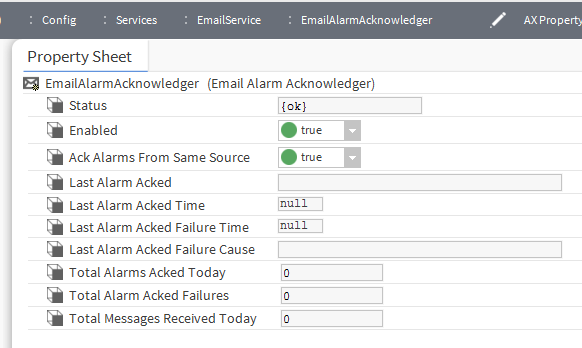 ) : Config : Services : EmailService : EmailAlarmAcknowledger AX Property
Property Sheet
EmailAlarmAcknowledger (Email Alarm Acknowledger)
Status {ok}
Enabled true
Ack Alarms From Same Source true
Last Alarm Acked
Last Alarm Acked Time null
Last Alarm Acked Failure Time null
Last Alarm Acked Failure Cause
Total Alarms Acked Today 0
Total Alarm Acked Failures 0
Total Messages Received Today 0